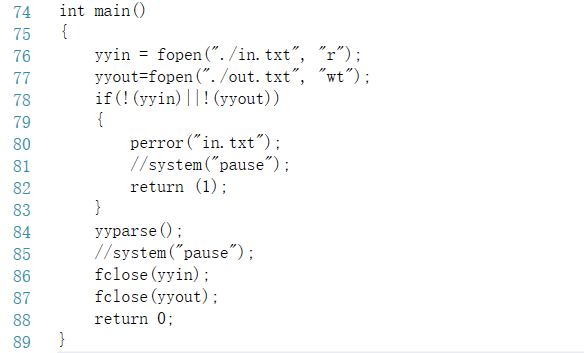 74 int main()
75 {
76     yyin = fopen("./in.txt", "r");
77     yyout=fopen("./out.txt", "wt");
78     if(!(yyin)||!(yyout))
79     {
80         perror("in.txt");
81         //system("pause");
82         return (1);
83     }
84     yyparse();
85     //system("pause");
86     fclose(yyin);
87     fclose(yyout);
88     return 0;
89 }